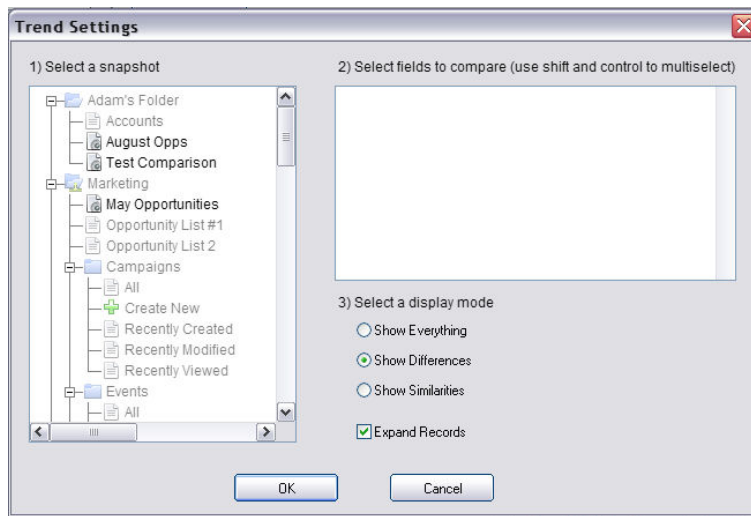 Trend Settings
1) Select a snapshot
Adam's Folder
Accounts
August Opps
Test Comparison
Marketing
May Opportunities
Opportunity List #1
Opportunity List 2
Campaigns
All
Create New
Recently Created
Recently Modified
Recently Viewed
Events
All
2) Select fields to compare (use shift and control to multiselect)
3) Select a display mode
Show Everything
Show Differences
Show Similarities
Expand Records
OK
Cancel